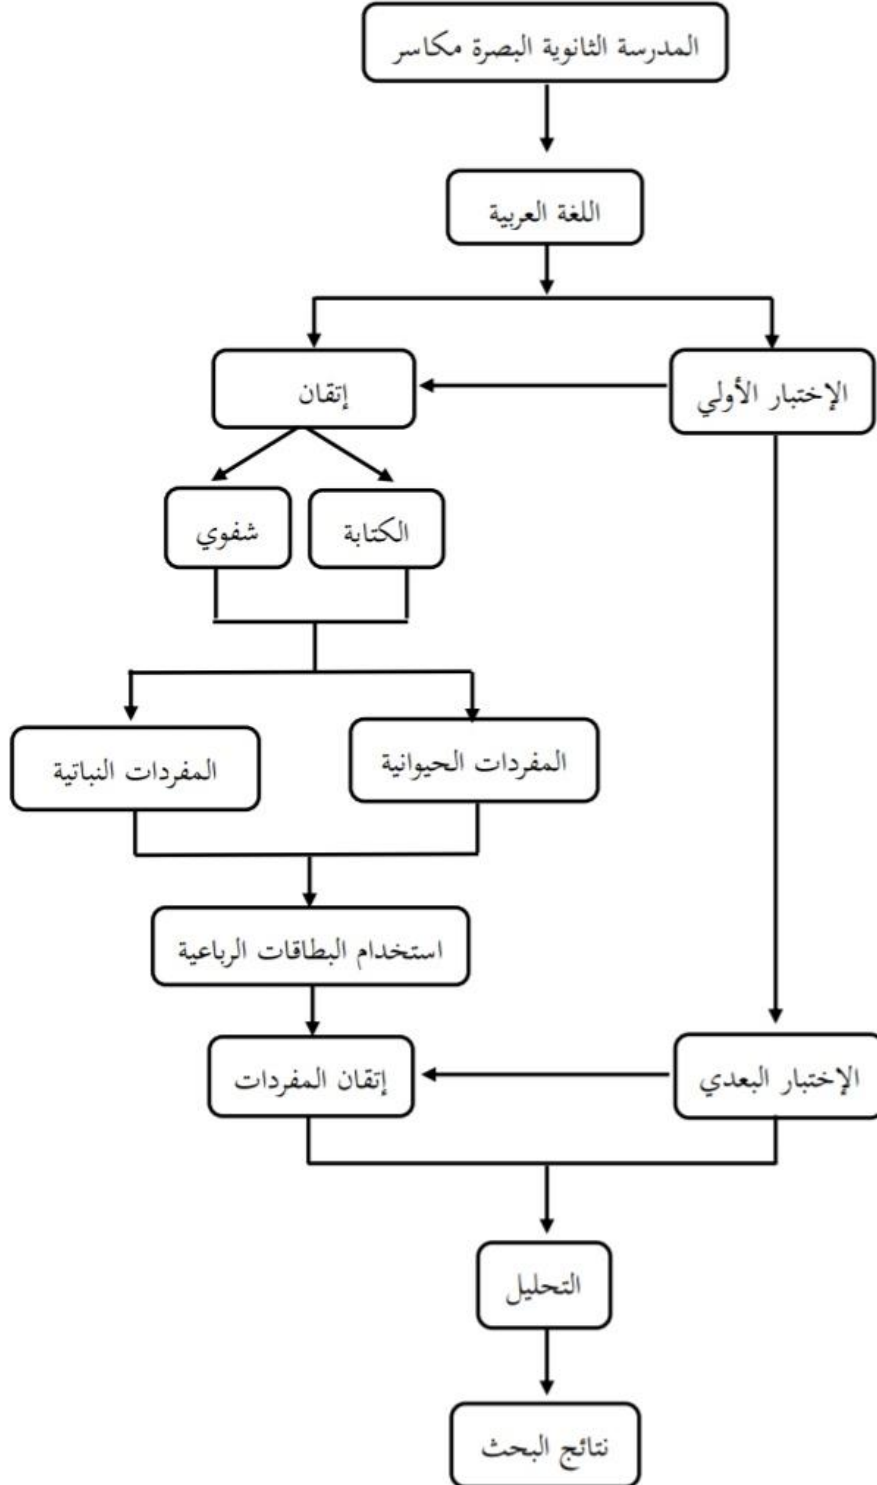 المدرسة الثانوية البصرة مكاسر
اللغة العربية
الإختبار الأولي
إتقان
الكتابة
شفوي
المفردات الحيوانية
المفردات النباتية
استخدام البطاقات الرباعية
الإختبار البعدي
إتقان المفردات
التحليل
نتائج البحث